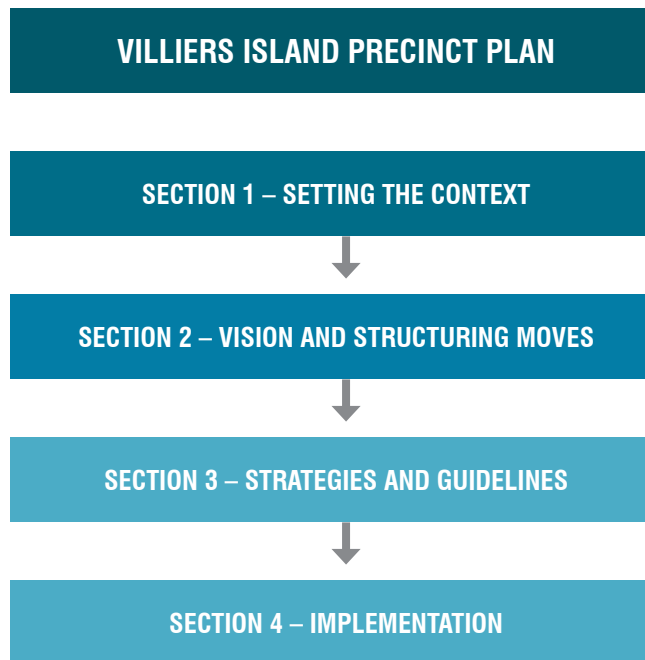 VILLIERS ISLAND PRECINCT PLAN
SECTION 1 – SETTING THE CONTEXT
SECTION 2 – VISION AND STRUCTURING MOVES
SECTION 3 – STRATEGIES AND GUIDELINES
SECTION 4 – IMPLEMENTATION